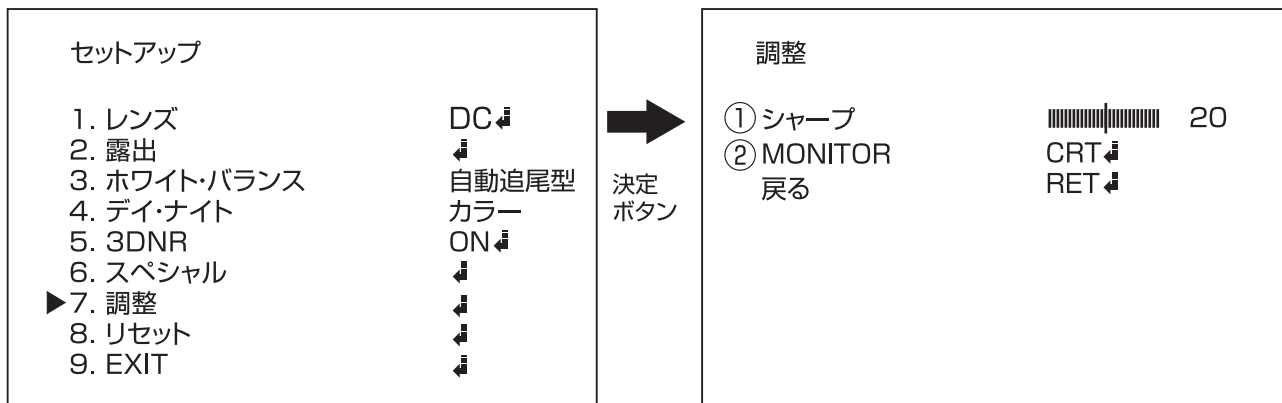 セットアップ
1. レンズ DC↲
2. 露出 ↲
3. ホワイト・バランス 自動追尾型
4. デイ・ナイト カラー
5. 3DNR ON↲
6. スペシャル ↲
▶7. 調整 ↲
8. リセット ↲
9. EXIT ↲
決定
ボタン
調整
① シャープ 20
② MONITOR CRT↲
戻る RET↲